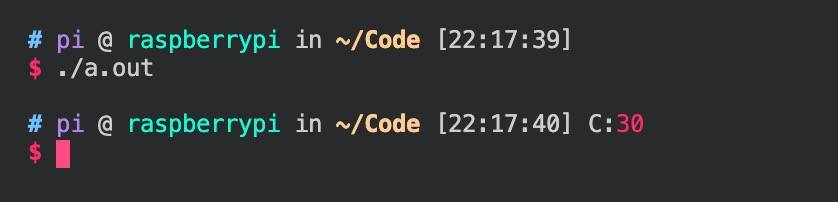 # pi @ raspberrypi in ~/Code [22:17:39]
$ ./a.out
# pi @ raspberrypi in ~/Code [22:17:40] C:30
$